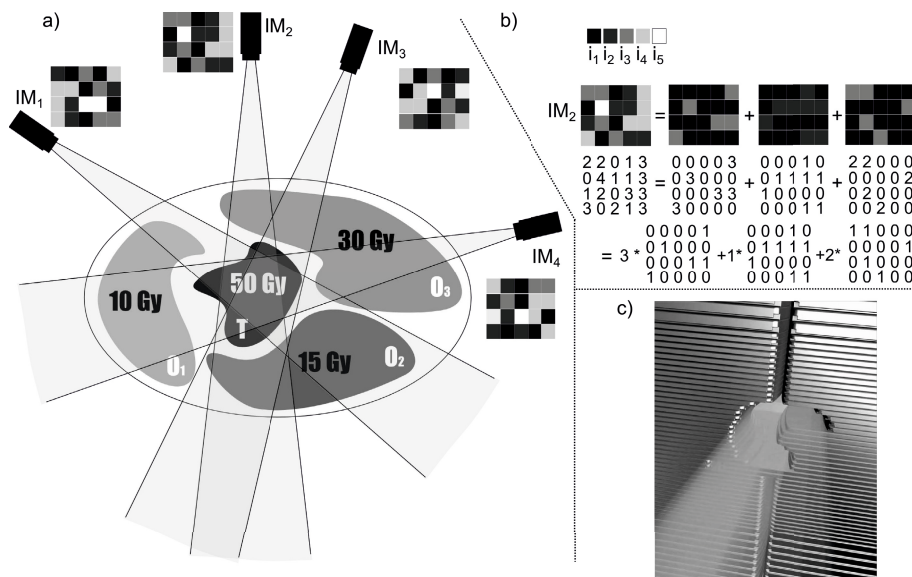 a)
IM1
IM2
IM3
IM4
10 Gy
50 Gy
30 Gy
15 Gy
T
O1
O2
O3
b)
i1 i2 i3 i4 i5
IM2 = + +
2 2 0 1 3 0 0 0 0 3 0 0 0 1 0 2 2 0 0 0
0 4 1 1 3 = 0 3 0 0 0 + 0 1 1 1 1 + 0 0 0 0 2
1 2 0 3 3 0 0 0 3 3 1 0 0 0 0 0 2 0 0 0
3 0 2 1 3 3 0 0 0 0 0 0 0 1 1 0 0 2 0 0
0 0 0 0 1 0 0 0 1 0 1 1 0 0 0
= 3 * 0 1 0 0 0 +1* 0 1 1 1 1 +2* 0 0 0 0 1
0 0 0 1 1 1 0 0 0 0 0 1 0 0 0
1 0 0 0 0 0 0 0 1 1 0 0 1 0 0
c)